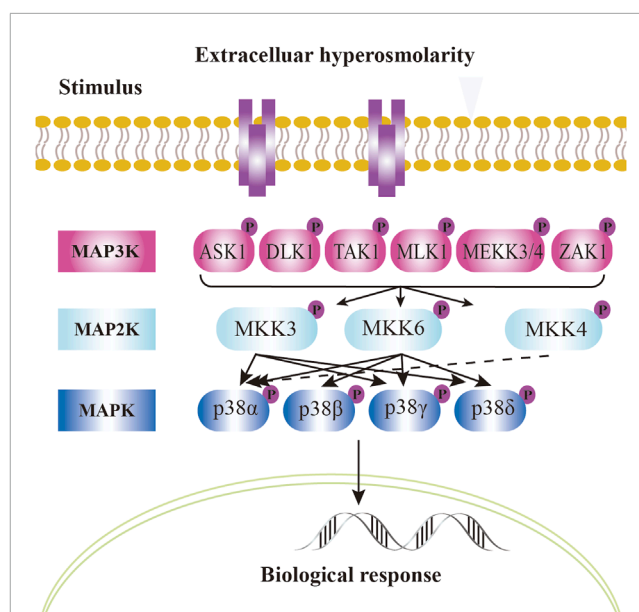 Extracelluar hyperosmolarity
Stimulus
P P P P P P
MAP3K ASK1 DLK1 TAK1 MLK1 MEKK3/4 ZAK1
P P P
MAP2K MKK3 MKK6 MKK4
P P P P
MAPK p38α p38β p38γ p38δ
Biological response